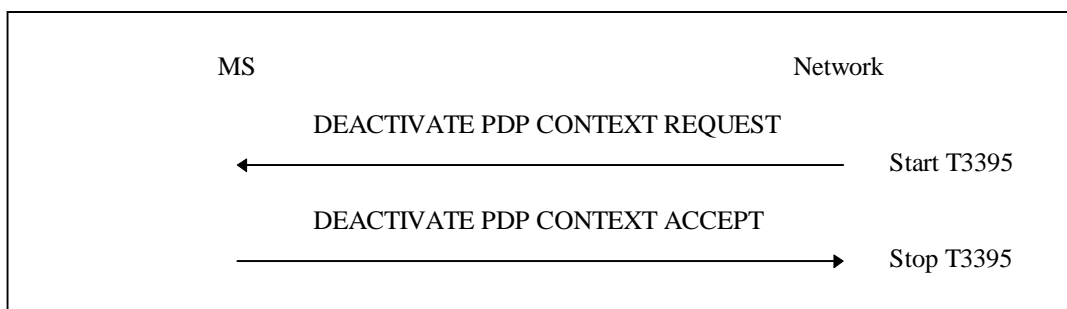 MS Network
DEACTIVATE PDP CONTEXT REQUEST
Start T3395
DEACTIVATE PDP CONTEXT ACCEPT
Stop T3395